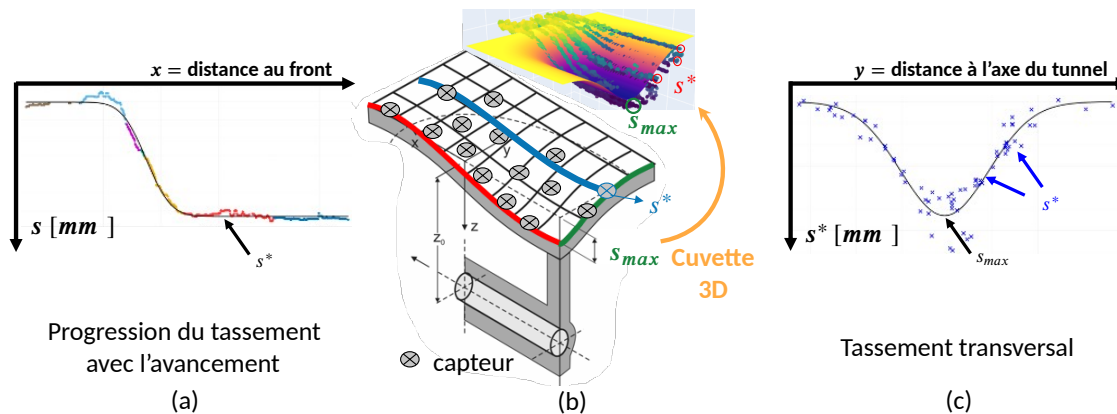 x = distance au front
s [mm]
s*
Progression du tassement
avec l’avancement
(a)
s*
s_max
x
y
z₀
z
s*
s_max
Cuvette
3D
capteur
(b)
y = distance à l’axe du tunnel
s* [mm]
s*
s_max
Tassement transversal
(c)